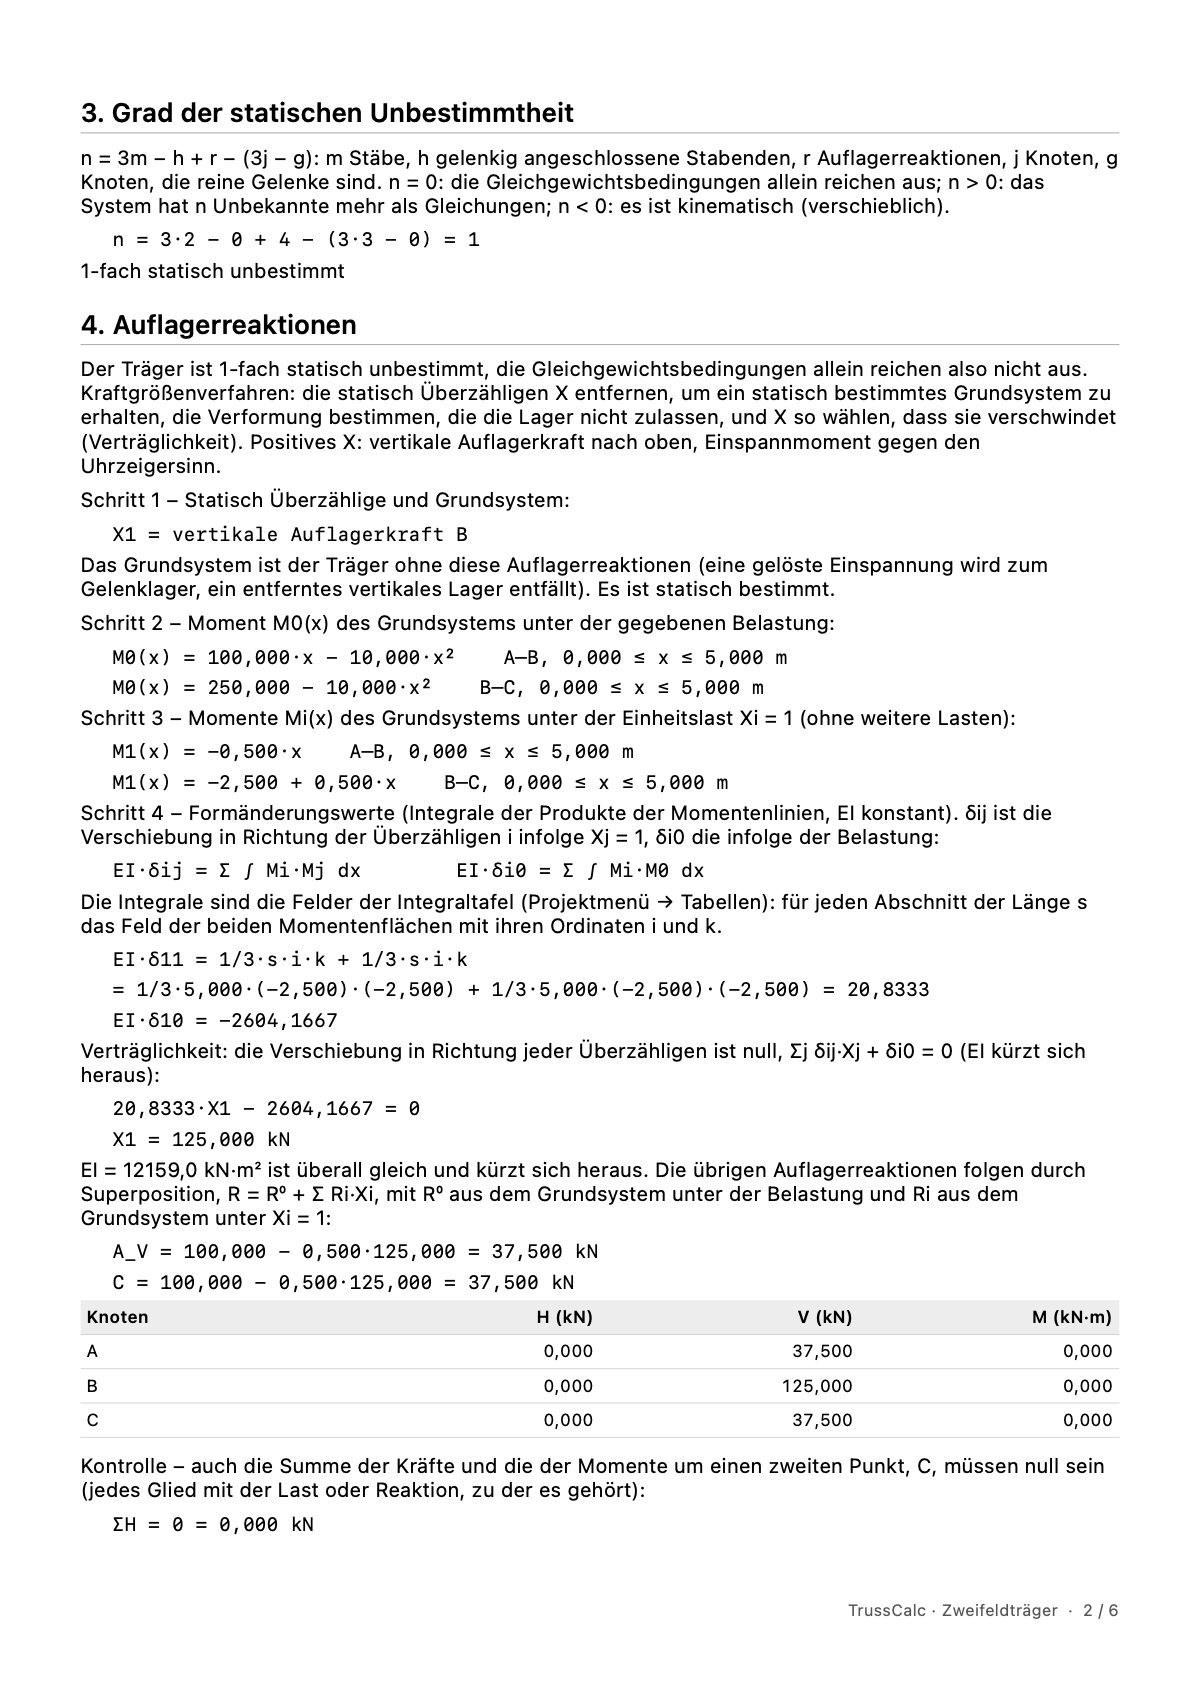 3. Grad der statischen Unbestimmtheit
n = 3m – h + r – (3j – g): m Stäbe, h gelenkig angeschlossene Stabenden, r Auflagerreaktionen, j Knoten, g
Knoten, die reine Gelenke sind. n = 0: die Gleichgewichtsbedingungen allein reichen aus; n > 0: das
System hat n Unbekannte mehr als Gleichungen; n < 0: es ist kinematisch (verschieblich).
n = 3·2 − 0 + 4 − (3·3 − 0) = 1
1-fach statisch unbestimmt
4. Auflagerreaktionen
Der Träger ist 1-fach statisch unbestimmt, die Gleichgewichtsbedingungen allein reichen also nicht aus.
Kraftgrößenverfahren: die statisch Überzähligen X entfernen, um ein statisch bestimmtes Grundsystem zu
erhalten, die Verformung bestimmen, die die Lager nicht zulassen, und X so wählen, dass sie verschwindet
(Verträglichkeit). Positives X: vertikale Auflagerkraft nach oben, Einspannmoment gegen den
Uhrzeigersinn.
Schritt 1 – Statisch Überzählige und Grundsystem:
X1 = vertikale Auflagerkraft B
Das Grundsystem ist der Träger ohne diese Auflagerreaktionen (eine gelöste Einspannung wird zum
Gelenklager, ein entferntes vertikales Lager entfällt). Es ist statisch bestimmt.
Schritt 2 – Moment M0(x) des Grundsystems unter der gegebenen Belastung:
M0(x) = 100,000·x − 10,000·x² A–B, 0,000 ≤ x ≤ 5,000 m
M0(x) = 250,000 − 10,000·x² B–C, 0,000 ≤ x ≤ 5,000 m
Schritt 3 – Momente Mi(x) des Grundsystems unter der Einheitslast Xi = 1 (ohne weitere Lasten):
M1(x) = −0,500·x A–B, 0,000 ≤ x ≤ 5,000 m
M1(x) = −2,500 + 0,500·x B–C, 0,000 ≤ x ≤ 5,000 m
Schritt 4 – Formänderungswerte (Integrale der Produkte der Momentenlinien, EI konstant). δij ist die
Verschiebung in Richtung der Überzähligen i infolge Xj = 1, δi0 die infolge der Belastung:
EI·δij = Σ ∫ Mi·Mj dx EI·δi0 = Σ ∫ Mi·M0 dx
Die Integrale sind die Felder der Integraltafel (Projektmenü → Tabellen): für jeden Abschnitt der Länge s
das Feld der beiden Momentenflächen mit ihren Ordinaten i und k.
EI·δ11 = 1/3·s·i·k + 1/3·s·i·k
= 1/3·5,000·(−2,500)·(−2,500) + 1/3·5,000·(−2,500)·(−2,500) = 20,8333
EI·δ10 = −2604,1667
Verträglichkeit: die Verschiebung in Richtung jeder Überzähligen ist null, Σj δij·Xj + δi0 = 0 (EI kürzt sich
heraus):
20,8333·X1 − 2604,1667 = 0
X1 = 125,000 kN
EI = 12159,0 kN·m² ist überall gleich und kürzt sich heraus. Die übrigen Auflagerreaktionen folgen durch
Superposition, R = R⁰ + Σ Ri·Xi, mit R⁰ aus dem Grundsystem unter der Belastung und Ri aus dem
Grundsystem unter Xi = 1:
A_V = 100,000 − 0,500·125,000 = 37,500 kN
C = 100,000 − 0,500·125,000 = 37,500 kN
Knoten H (kN) V (kN) M (kN·m)
A 0,000 37,500 0,000
B 0,000 125,000 0,000
C 0,000 37,500 0,000
Kontrolle – auch die Summe der Kräfte und die der Momente um einen zweiten Punkt, C, müssen null sein
(jedes Glied mit der Last oder Reaktion, zu der es gehört):
ΣH = 0 = 0,000 kN
TrussCalc · Zweifeldträger · 2 / 6